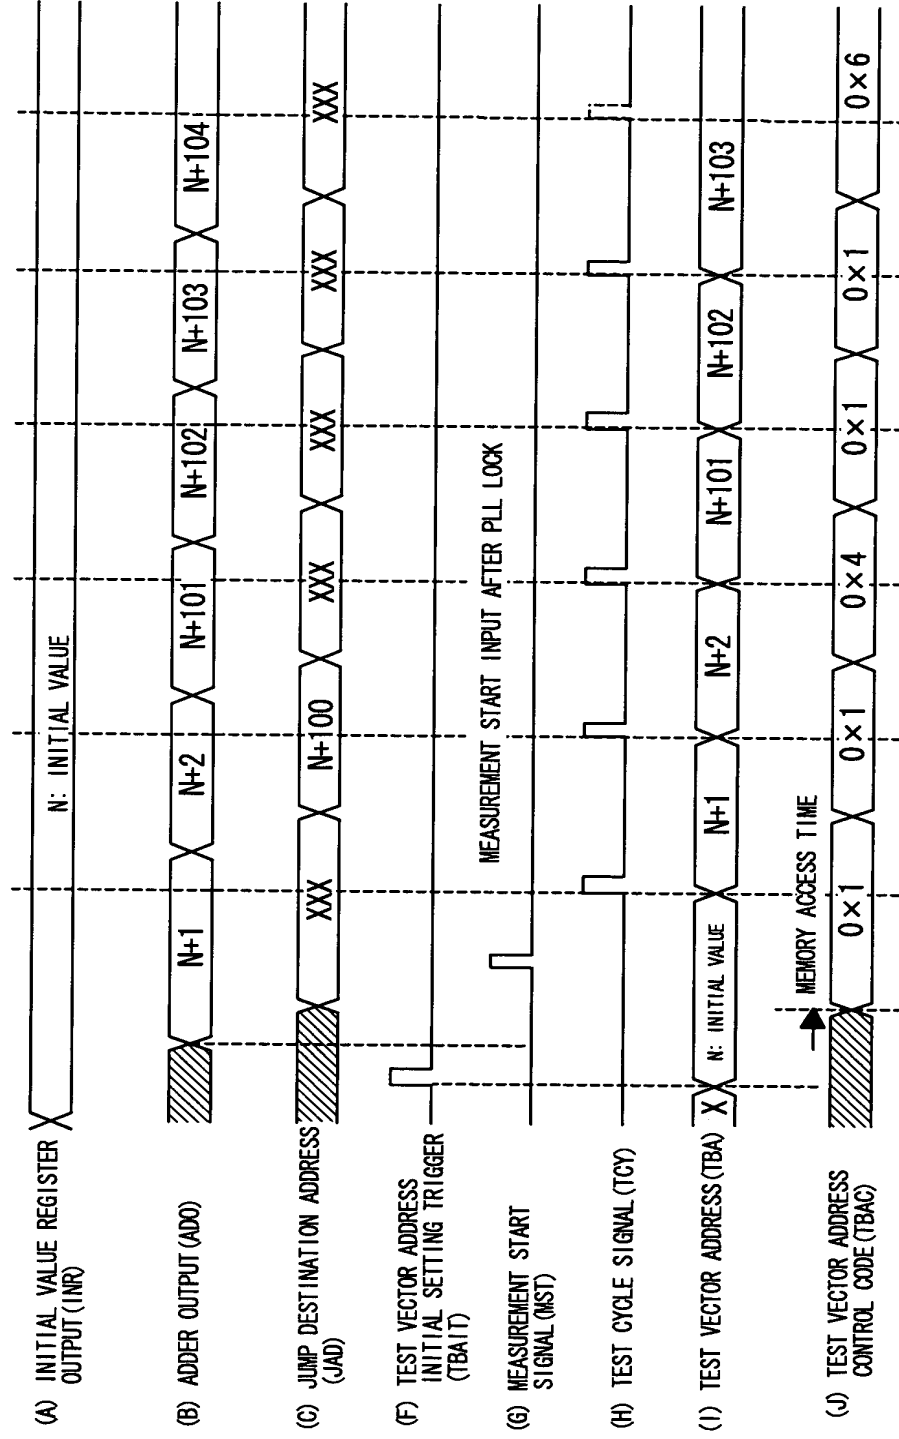 (A) INITIAL VALUE REGISTER
OUTPUT(INR)
N: INITIAL VALUE
(B) ADDER OUTPUT(ADO)
N+1
N+2
N+101
N+102
N+103
N+104
(C) JUMP DESTINATION ADDRESS
(JAD)
XXX
N+100
XXX
XXX
XXX
XXX
(F) TEST VECTOR ADDRESS
INITIAL SETTING TRIGGER
(TBAIT)
(G) MEASUREMENT START
SIGNAL(MST)
MEASUREMENT START INPUT AFTER PLL LOCK
(H) TEST CYCLE SIGNAL(TCY)
(I) TEST VECTOR ADDRESS(TBA)
X
N: INITIAL VALUE
N+1
N+2
N+101
N+102
N+103
MEMORY ACCESS TIME
(J) TEST VECTOR ADDRESS
CONTROL CODE(TBAC)
0×1
0×1
0×4
0×1
0×1
0×6